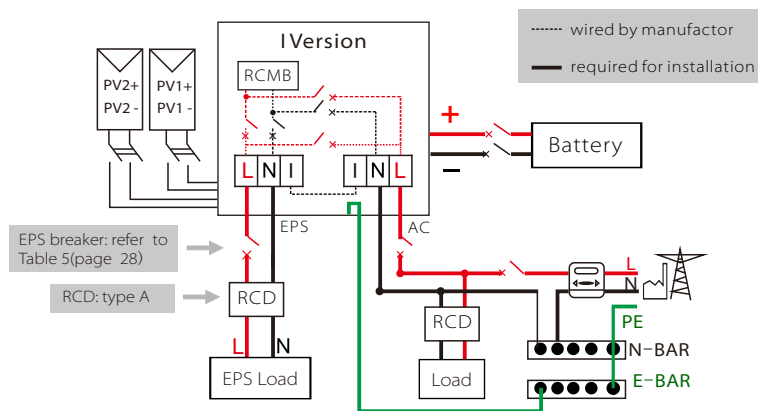 I Version
wired by manufactor
required for installation
RCMB
PV2+
PV2 -
PV1+
PV1 -
+
−
Battery
L N I
I N L
EPS
AC
EPS breaker: refer to
Table 5(page 28)
RCD: type A
RCD
L
N
EPS Load
RCD
Load
L
N
PE
N-BAR
E-BAR